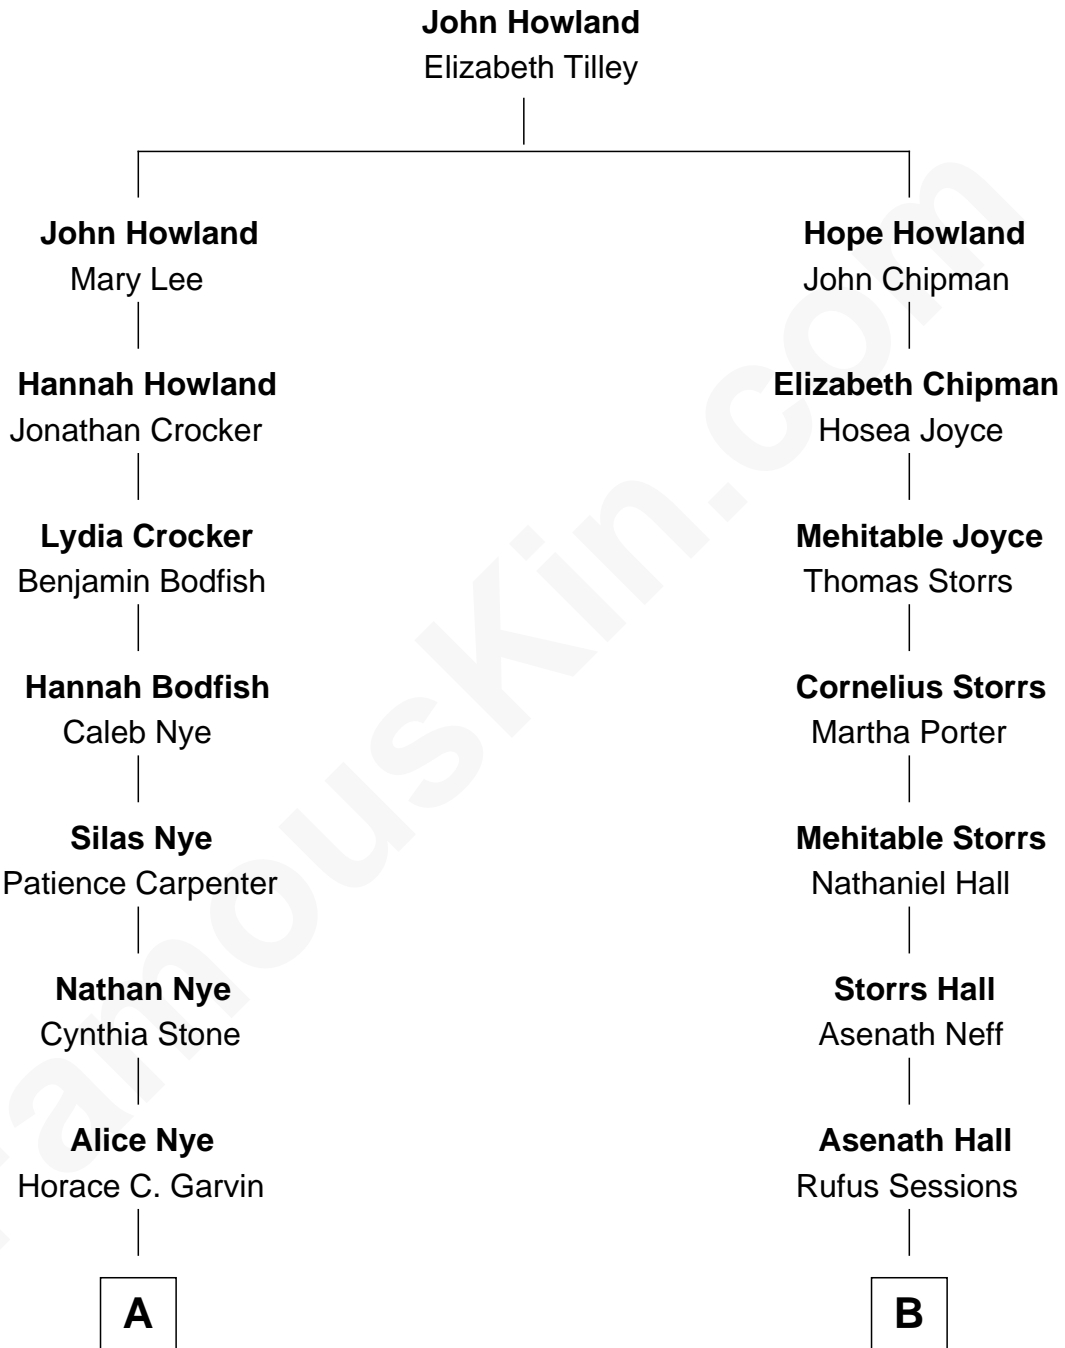 John Howland
Elizabeth Tilley
John Howland
Mary Lee
Hannah Howland
Jonathan Crocker
Lydia Crocker
Benjamin Bodfish
Hannah Bodfish
Caleb Nye
Silas Nye
Patience Carpenter
Nathan Nye
Cynthia Stone
Alice Nye
Horace C. Garvin
A
Hope Howland
John Chipman
Elizabeth Chipman
Hosea Joyce
Mehitable Joyce
Thomas Storrs
Cornelius Storrs
Martha Porter
Mehitable Storrs
Nathaniel Hall
Storrs Hall
Asenath Neff
Asenath Hall
Rufus Sessions
B
FamousKin.com